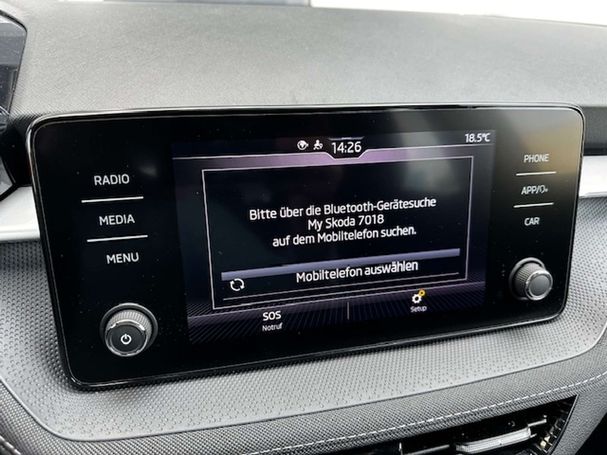 14:26
18.5°C
RADIO
MEDIA
MENU
Bitte über die Bluetooth-Gerätesuche
My Skoda 7018
auf dem Mobiltelefon suchen.
Mobiltelefon auswählen
SOS
Notruf
Setup
PHONE
APP/
CAR